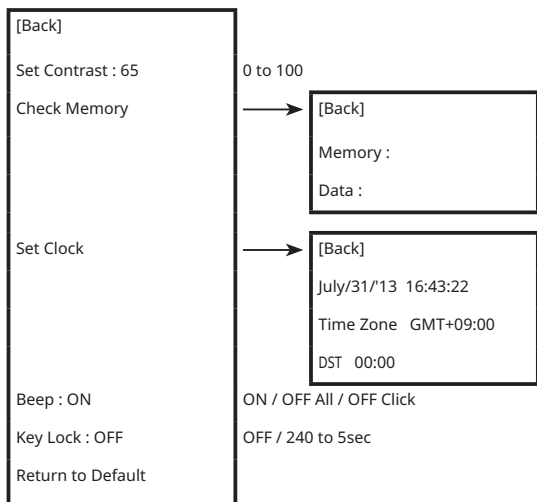 [Back]
Set Contrast : 65
0 to 100
Check Memory
[Back]
Memory :
Data :
Set Clock
[Back]
July/31/'13 16:43:22
Time Zone GMT+09:00
DST 00:00
Beep : ON
ON / OFF All / OFF Click
Key Lock : OFF
OFF / 240 to 5sec
Return to Default